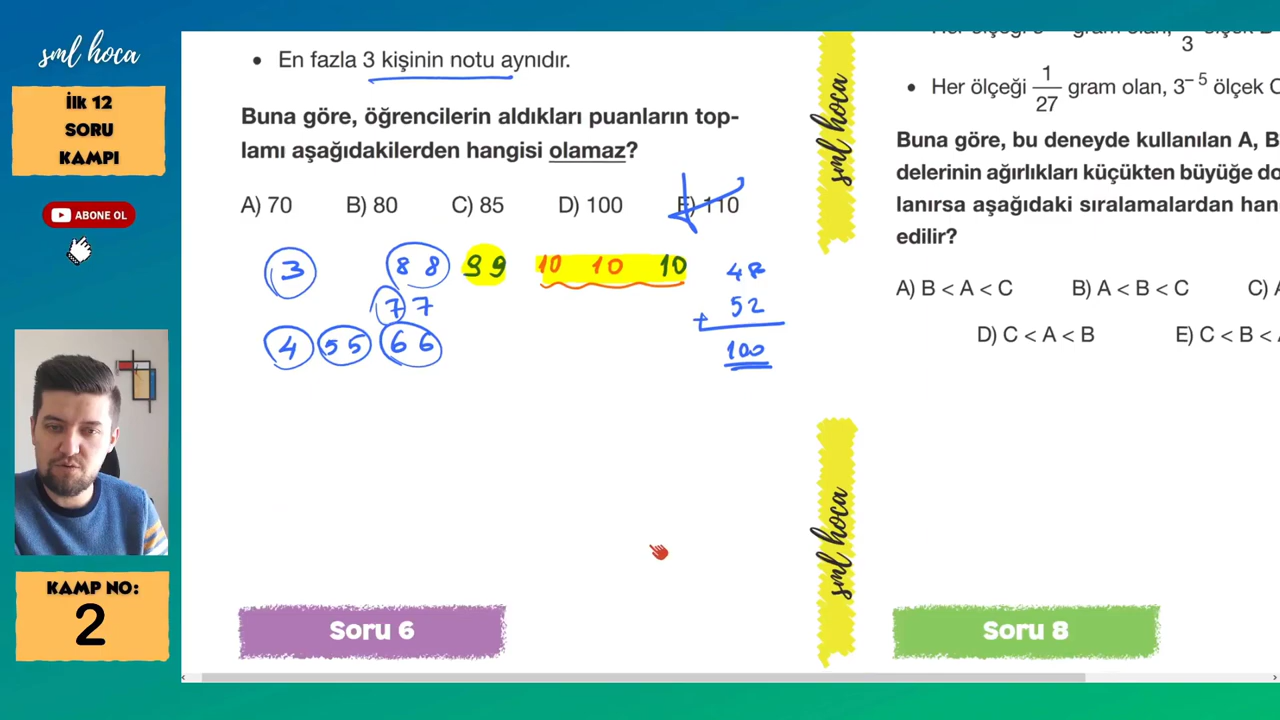 sml hoca
İlk 12
SORU
KAMPI
ABONE OL
KAMP NO:
2
• En fazla 3 kişinin notu aynıdır.
Buna göre, öğrencilerin aldıkları puanların top-
lamı aşağıdakilerden hangisi olamaz?
A) 70 B) 80 C) 85 D) 100 E) 110
3 8 8 9 9 10 10 10
7 7
4 5 5 6 6
48
+ 52
100
Soru 6
sml hoca
sml hoca
3
• Her ölçeği 1/27 gram olan, 3⁻⁵ ölçek C
Buna göre, bu deneyde kullanılan A, B
delerinin ağırlıkları küçükten büyüğe do
lanırsa aşağıdaki sıralamalardan han
edilir?
A) B < A < C B) A < B < C C) A
D) C < A < B E) C < B < A
Soru 8